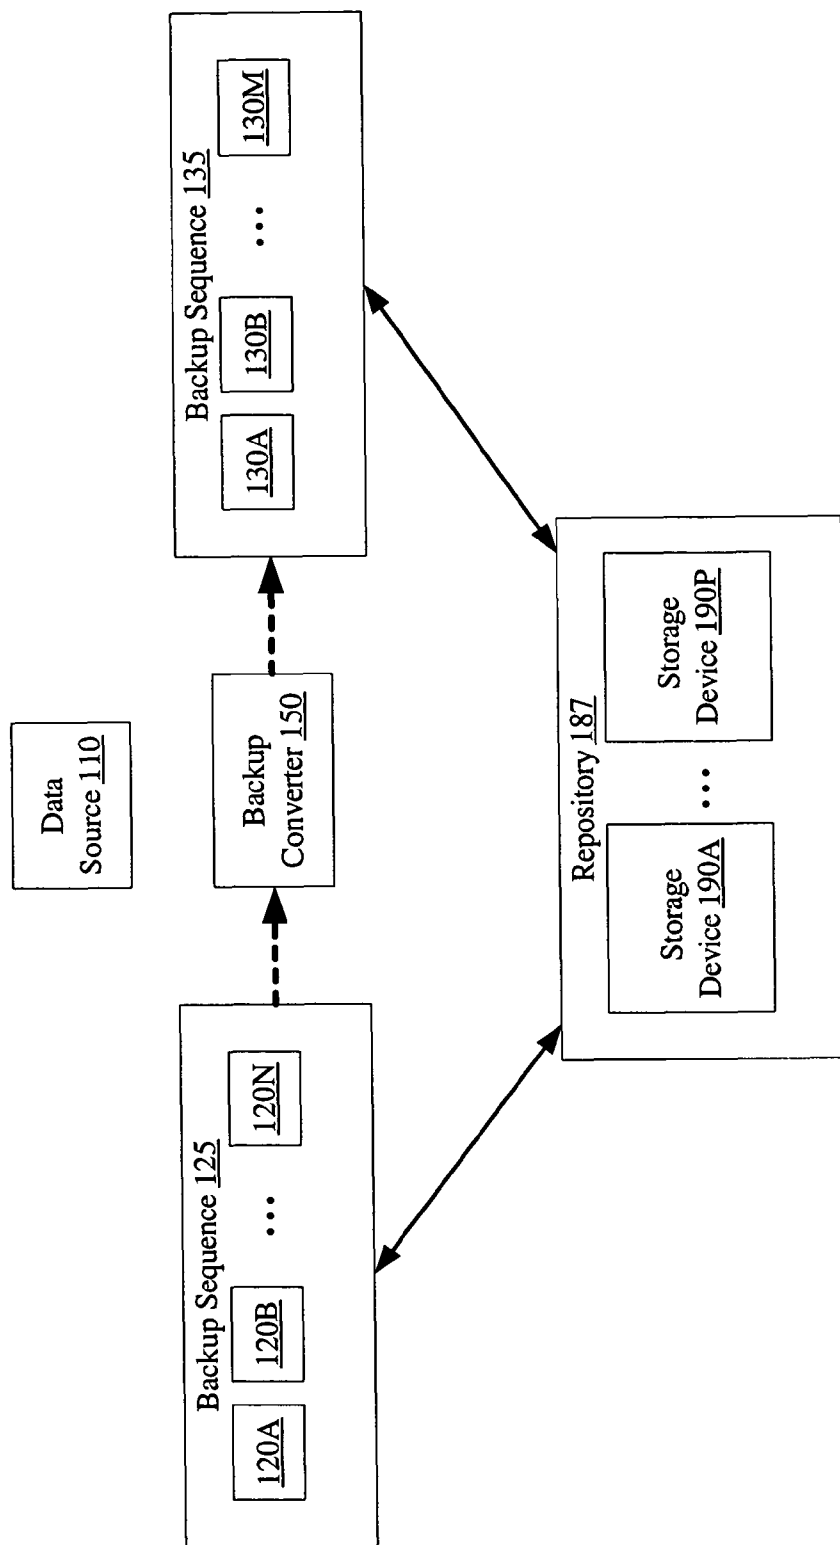 Data
Source 110
Backup Sequence 125
120A
120B
...
120N
Backup
Converter 150
Backup Sequence 135
130A
130B
...
130M
Repository 187
Storage
Device 190A
...
Storage
Device 190P